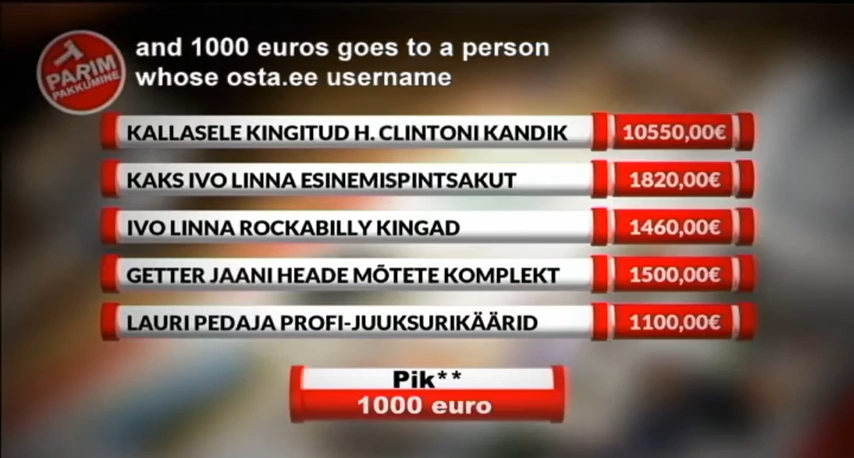 PARIM
PAKKUMINE
and 1000 euros goes to a person
whose osta.ee username
KALLASELE KINGITUD H. CLINTONI KANDIK 10550,00€
KAKS IVO LINNA ESINEMISPINTSAKUT 1820,00€
IVO LINNA ROCKABILLY KINGAD 1460,00€
GETTER JAANI HEADE MÕTETE KOMPLEKT 1500,00€
LAURI PEDAJA PROFI-JUUKSURIKÄÄRID 1100,00€
Pik**
1000 euro